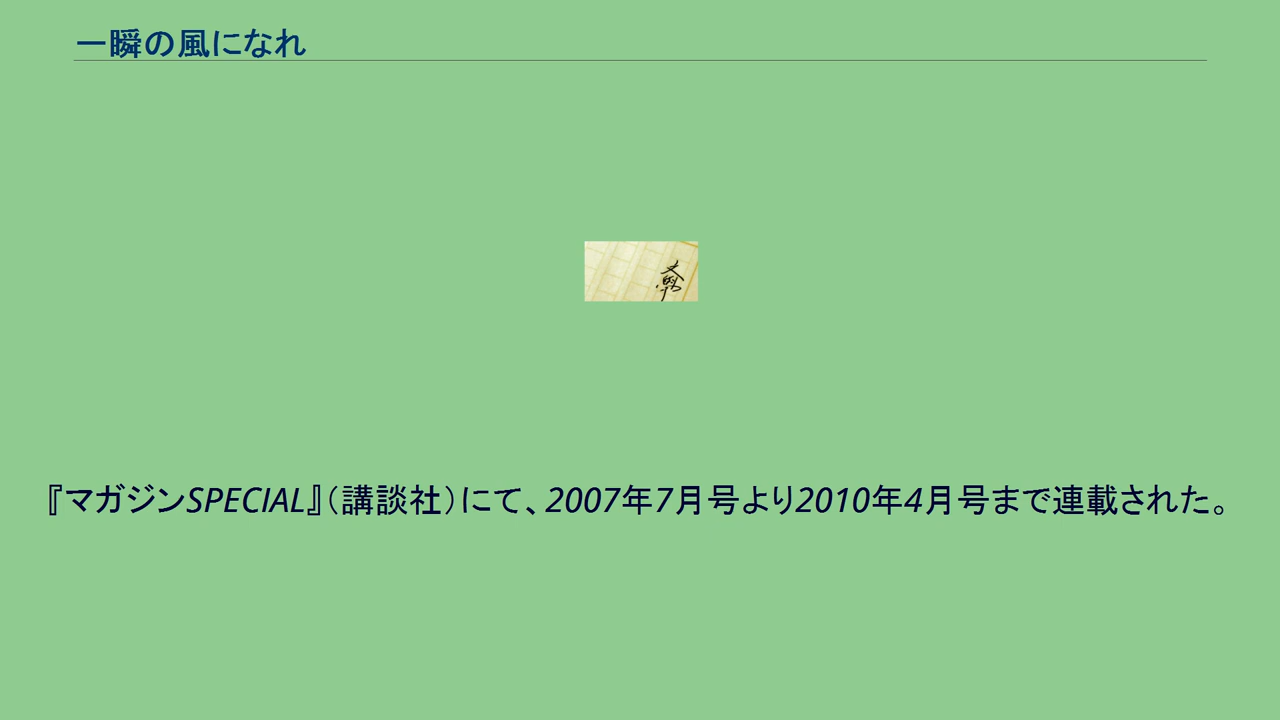 一瞬の風になれ
『マガジンSPECIAL』（講談社）にて、2007年7月号より2010年4月号まで連載された。